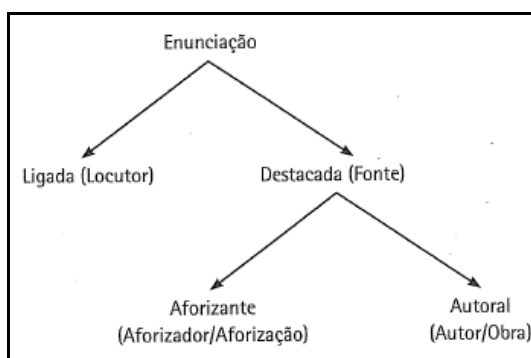 Enunciação
Ligada (Locutor)
Destacada (Fonte)
Aforizante
(Aforizador/Aforização)
Autoral
(Autor/Obra)